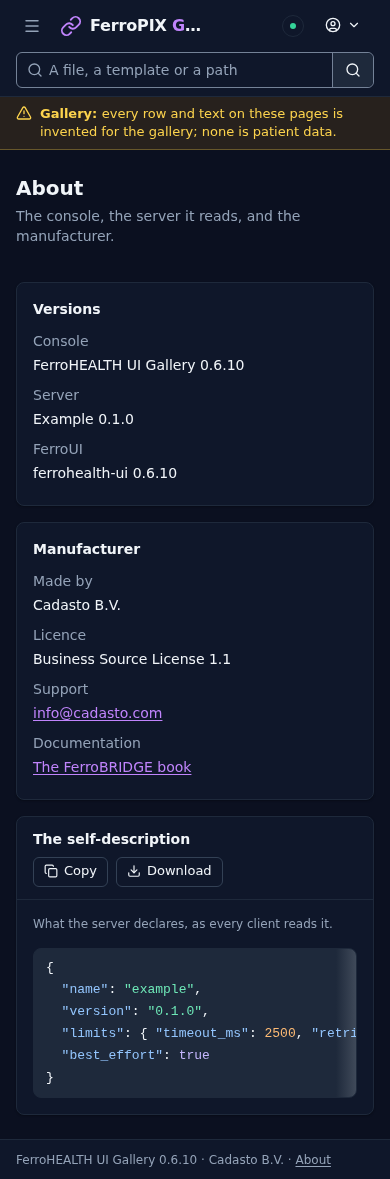 FerroPIX G...
A file, a template or a path
Gallery: every row and text on these pages is
invented for the gallery; none is patient data.
About
The console, the server it reads, and the
manufacturer.
Versions
Console
FerroHEALTH UI Gallery 0.6.10
Server
Example 0.1.0
FerroUI
ferrohealth-ui 0.6.10
Manufacturer
Made by
Cadasto B.V.
Licence
Business Source License 1.1
Support
info@cadasto.com
Documentation
The FerroBRIDGE book
The self-description
Copy Download
What the server declares, as every client reads it.
{
"name": "example",
"version": "0.1.0",
"limits": { "timeout_ms": 2500, "retri
"best_effort": true
}
FerroHEALTH UI Gallery 0.6.10 · Cadasto B.V. · About